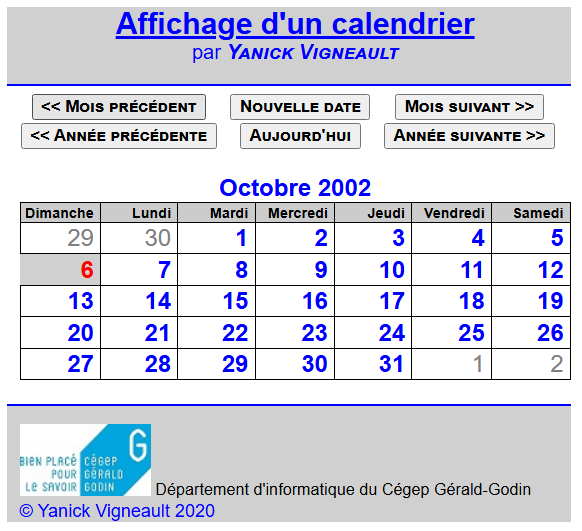 Affichage d'un calendrier
par Yanick Vigneault
<< Mois précédent Nouvelle date Mois suivant >>
<< Année précédente Aujourd'hui Année suivante >>
Octobre 2002
Dimanche Lundi Mardi Mercredi Jeudi Vendredi Samedi
29 30 1 2 3 4 5
6 7 8 9 10 11 12
13 14 15 16 17 18 19
20 21 22 23 24 25 26
27 28 29 30 31 1 2
G
BIEN PLACÉ CÉGEP
POUR GÉRALD
LE SAVOIR GODIN
Département d'informatique du Cégep Gérald-Godin
© Yanick Vigneault 2020